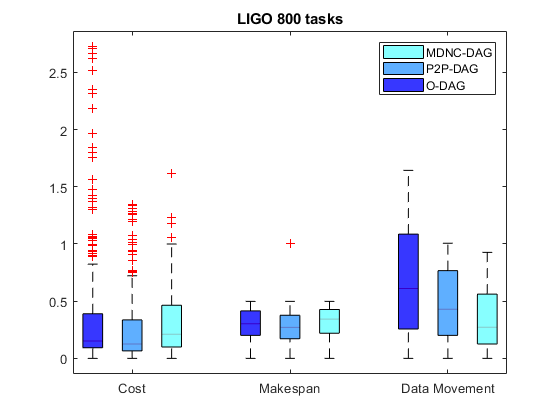 LIGO 800 tasks
MDNC-DAG
P2P-DAG
O-DAG
2.5
2
1.5
1
0.5
0
Cost Makespan Data Movement